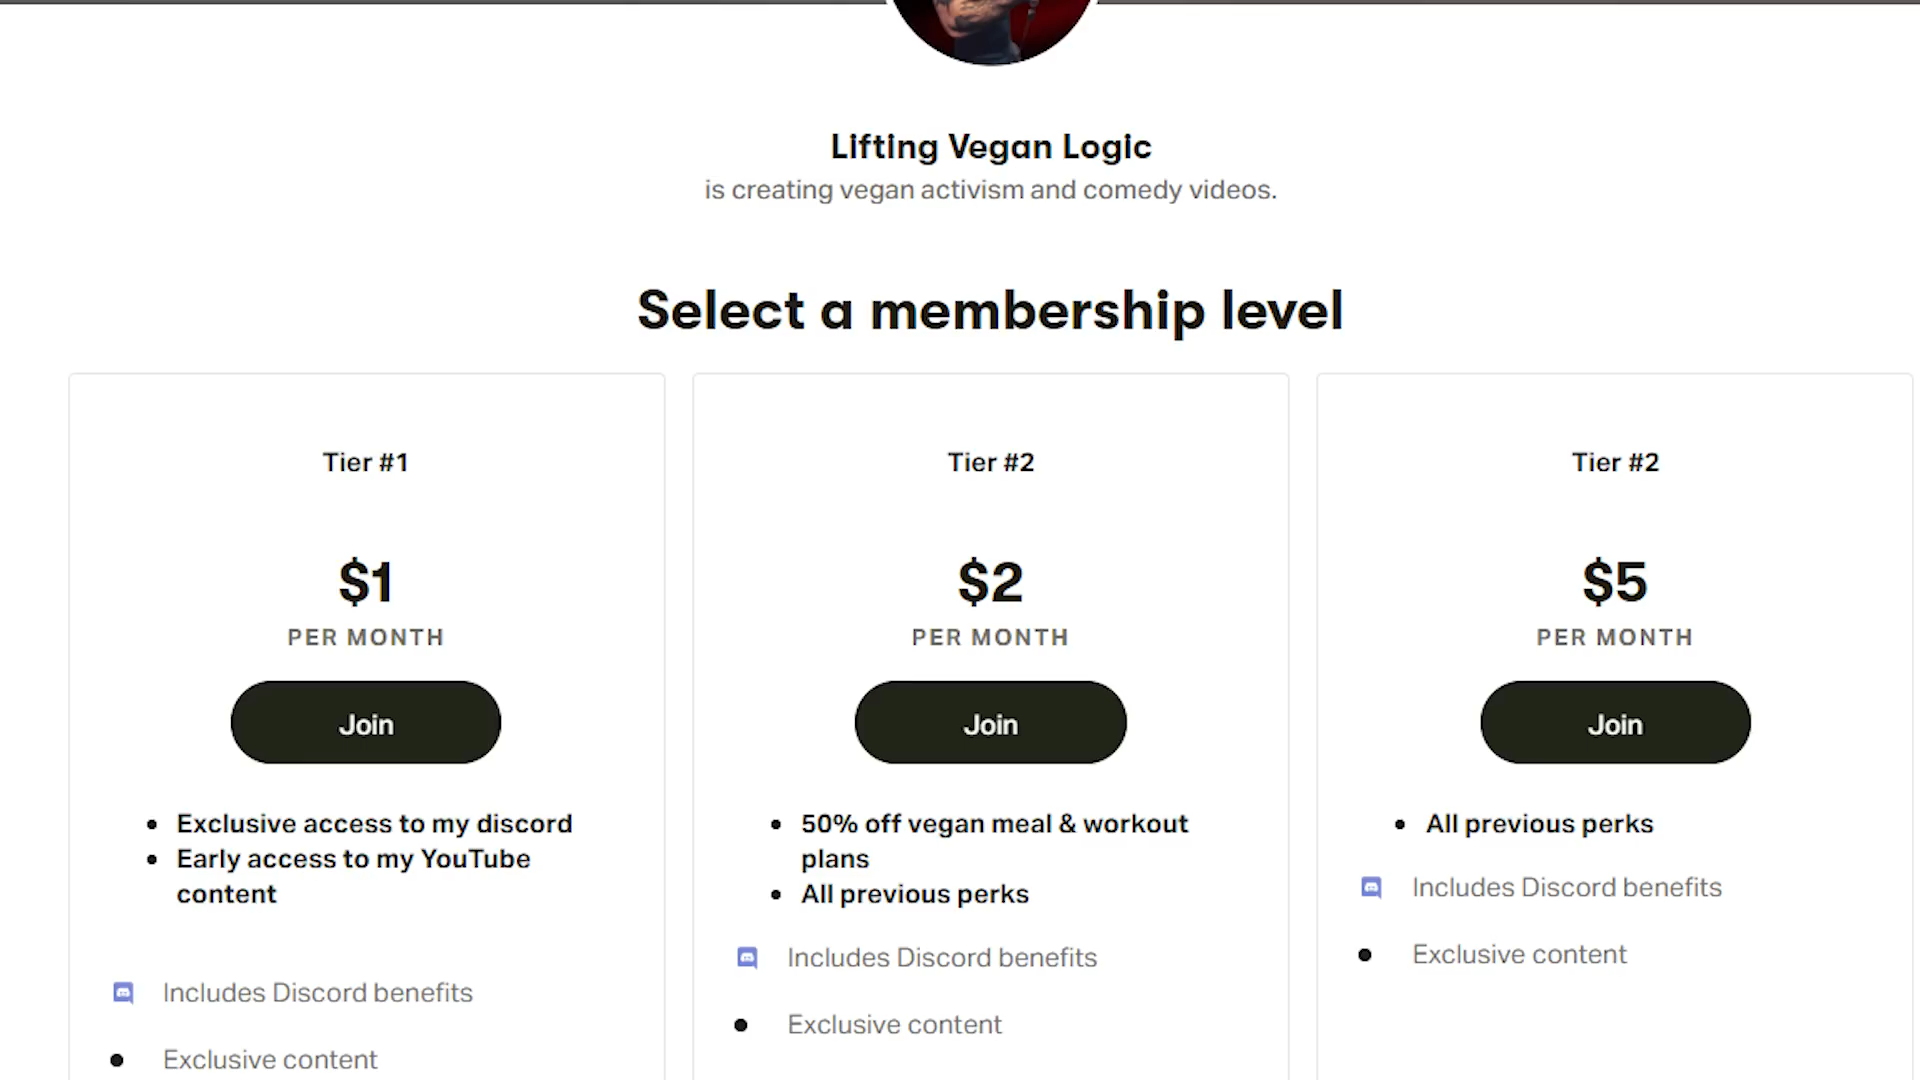 Lifting Vegan Logic
is creating vegan activism and comedy videos.
Select a membership level
Tier #1
$1
PER MONTH
Join
• Exclusive access to my discord
• Early access to my YouTube
content
Includes Discord benefits
• Exclusive content
Tier #2
$2
PER MONTH
Join
• 50% off vegan meal & workout
plans
• All previous perks
Includes Discord benefits
• Exclusive content
Tier #2
$5
PER MONTH
Join
• All previous perks
Includes Discord benefits
• Exclusive content